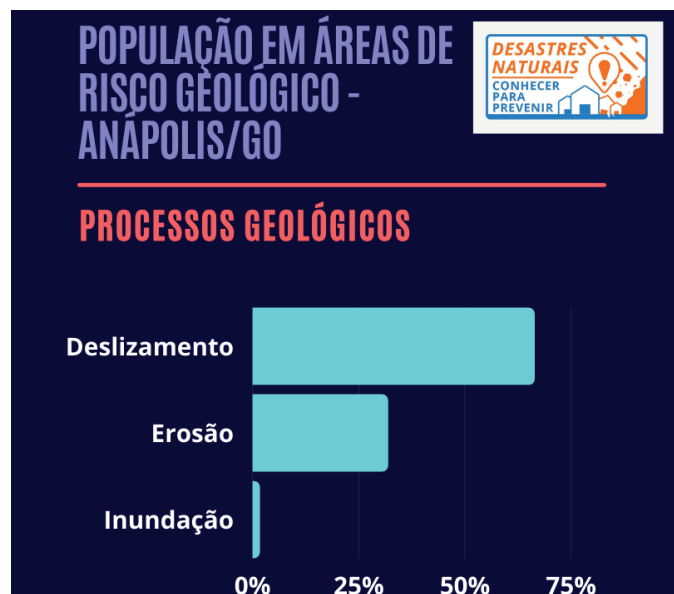 POPULAÇÃO EM ÁREAS DE
RISCO GEOLÓGICO -
ANÁPOLIS/GO
DESASTRES
NATURAIS
CONHECER
PARA
PREVENIR
PROCESSOS GEOLÓGICOS
Deslizamento
Erosão
Inundação
0% 25% 50% 75%